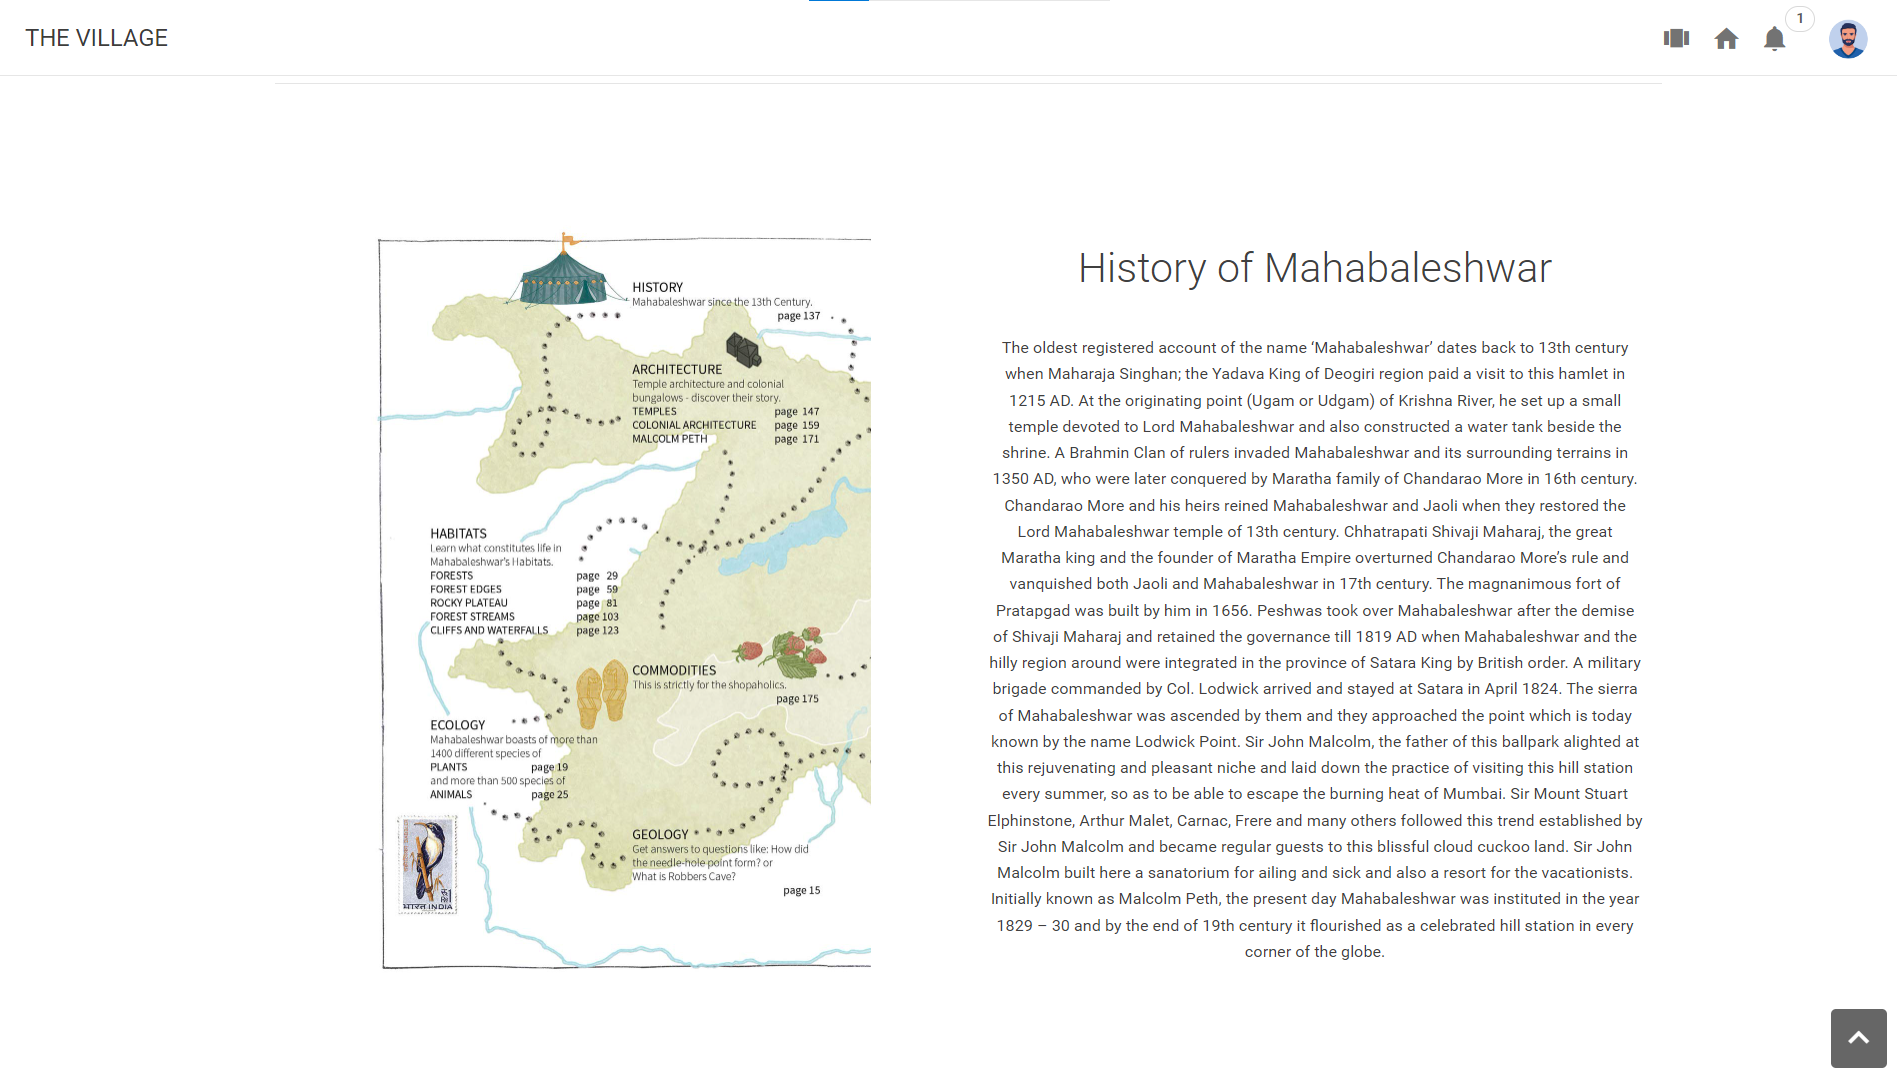 THE VILLAGE
1
HISTORY
Mahabaleshwar since the 13th Century.
page 137
ARCHITECTURE
Temple architecture and colonial
bungalows - discover their story.
TEMPLES page 147
COLONIAL ARCHITECTURE page 159
MALCOLM PETH page 171
HABITATS
Learn what constitutes life in
Mahabaleshwar's Habitats.
FORESTS page 29
FOREST EDGES page 59
ROCKY PLATEAU page 81
FOREST STREAMS page 103
CLIFFS AND WATERFALLS page 123
COMMODITIES
This is strictly for the shopaholics.
page 175
ECOLOGY
Mahabaleshwar boasts of more than
1400 different species of
PLANTS page 19
and more than 500 species of
ANIMALS page 25
GEOLOGY
Get answers to questions like: How did
the needle-hole point form? or
What is Robbers Cave?
page 15
भारत INDIA
History of Mahabaleshwar
The oldest registered account of the name ‘Mahabaleshwar’ dates back to 13th century
when Maharaja Singhan; the Yadava King of Deogiri region paid a visit to this hamlet in
1215 AD. At the originating point (Ugam or Udgam) of Krishna River, he set up a small
temple devoted to Lord Mahabaleshwar and also constructed a water tank beside the
shrine. A Brahmin Clan of rulers invaded Mahabaleshwar and its surrounding terrains in
1350 AD, who were later conquered by Maratha family of Chandarao More in 16th century.
Chandarao More and his heirs reined Mahabaleshwar and Jaoli when they restored the
Lord Mahabaleshwar temple of 13th century. Chhatrapati Shivaji Maharaj, the great
Maratha king and the founder of Maratha Empire overturned Chandarao More’s rule and
vanquished both Jaoli and Mahabaleshwar in 17th century. The magnanimous fort of
Pratapgad was built by him in 1656. Peshwas took over Mahabaleshwar after the demise
of Shivaji Maharaj and retained the governance till 1819 AD when Mahabaleshwar and the
hilly region around were integrated in the province of Satara King by British order. A military
brigade commanded by Col. Lodwick arrived and stayed at Satara in April 1824. The sierra
of Mahabaleshwar was ascended by them and they approached the point which is today
known by the name Lodwick Point. Sir John Malcolm, the father of this ballpark alighted at
this rejuvenating and pleasant niche and laid down the practice of visiting this hill station
every summer, so as to be able to escape the burning heat of Mumbai. Sir Mount Stuart
Elphinstone, Arthur Malet, Carnac, Frere and many others followed this trend established by
Sir John Malcolm and became regular guests to this blissful cloud cuckoo land. Sir John
Malcolm built here a sanatorium for ailing and sick and also a resort for the vacationists.
Initially known as Malcolm Peth, the present day Mahabaleshwar was instituted in the year
1829 – 30 and by the end of 19th century it flourished as a celebrated hill station in every
corner of the globe.